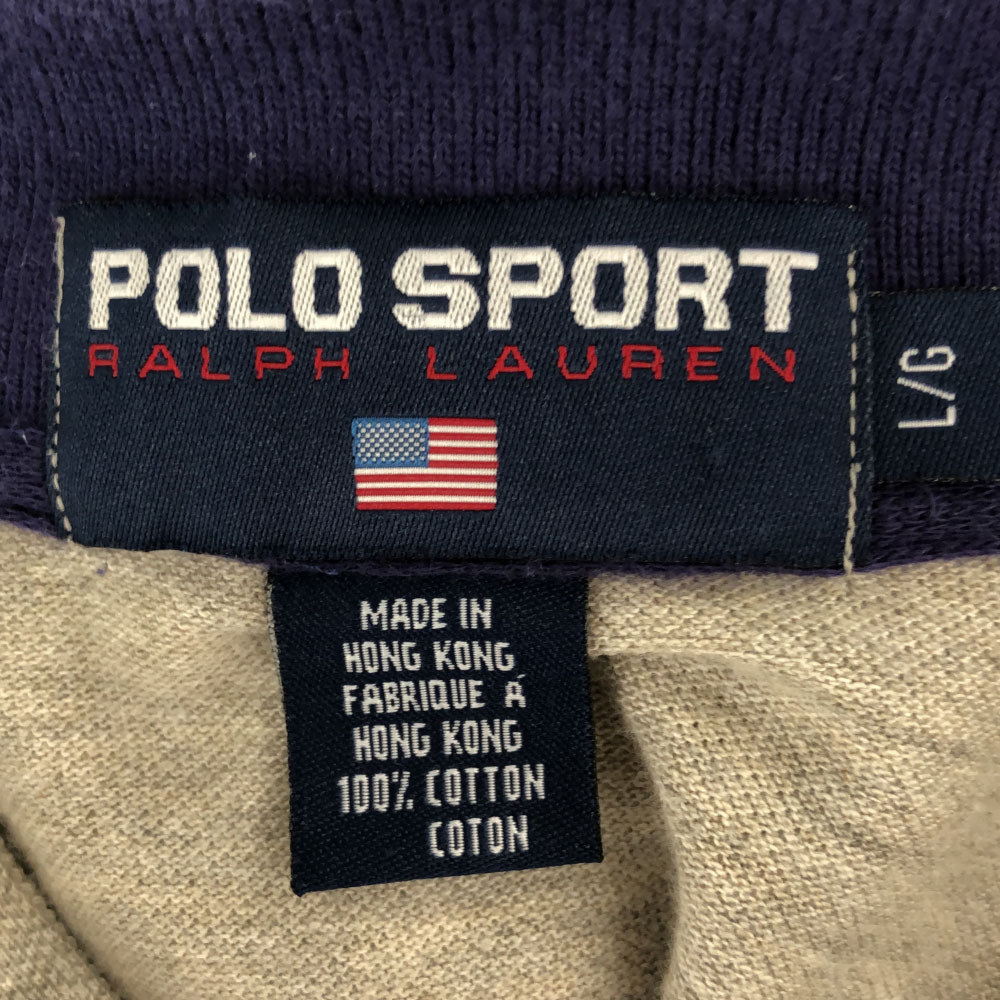 POLO SPORT
RALPH LAUREN
L/G
MADE IN
HONG KONG
FABRIQUE Á
HONG KONG
100% COTTON
COTON